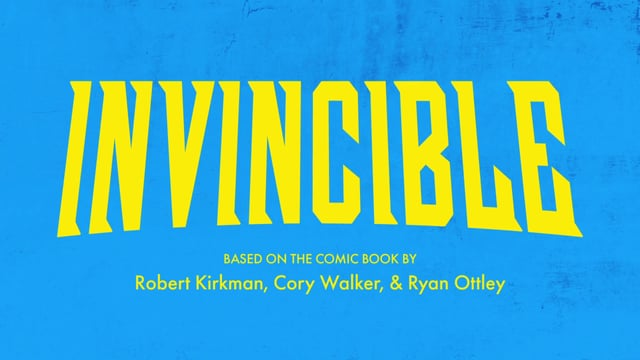 INVINCIBLE
BASED ON THE COMIC BOOK BY
Robert Kirkman, Cory Walker, & Ryan Ottley